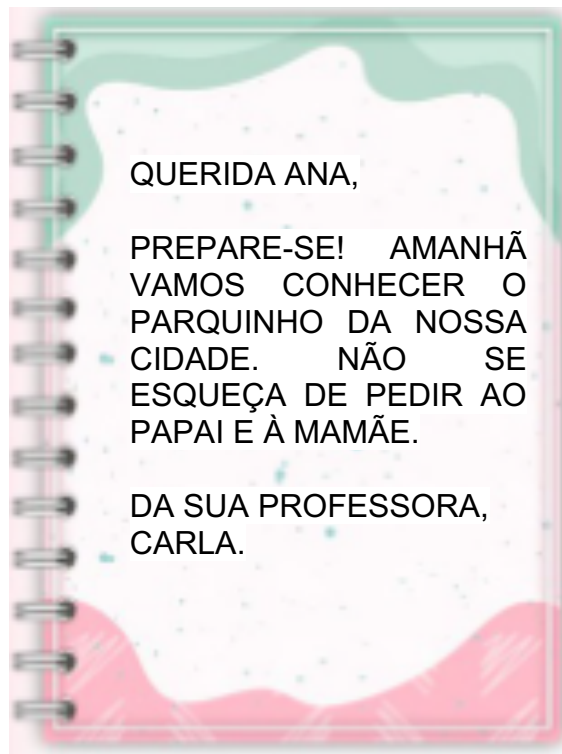 QUERIDA ANA,
PREPARE-SE! AMANHÃ
VAMOS CONHECER O
PARQUINHO DA NOSSA
CIDADE. NÃO SE
ESQUEÇA DE PEDIR AO
PAPAI E À MAMÃE.
DA SUA PROFESSORA,
CARLA.